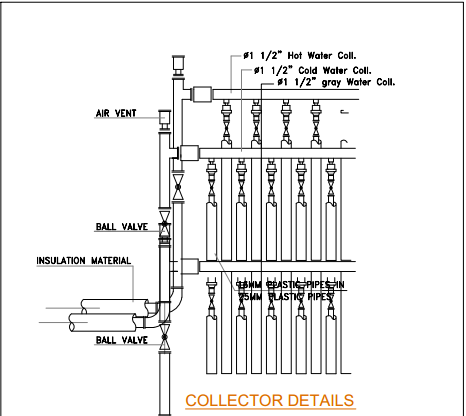 Ø1 1/2" Hot Water Coll.
Ø1 1/2" Cold Water Coll.
Ø1 1/2" gray Water Coll.
AIR VENT
BALL VALVE
INSULATION MATERIAL
16MM PLASTIC PIPES IN
25MM PLASTIC PIPES
BALL VALVE
COLLECTOR DETAILS